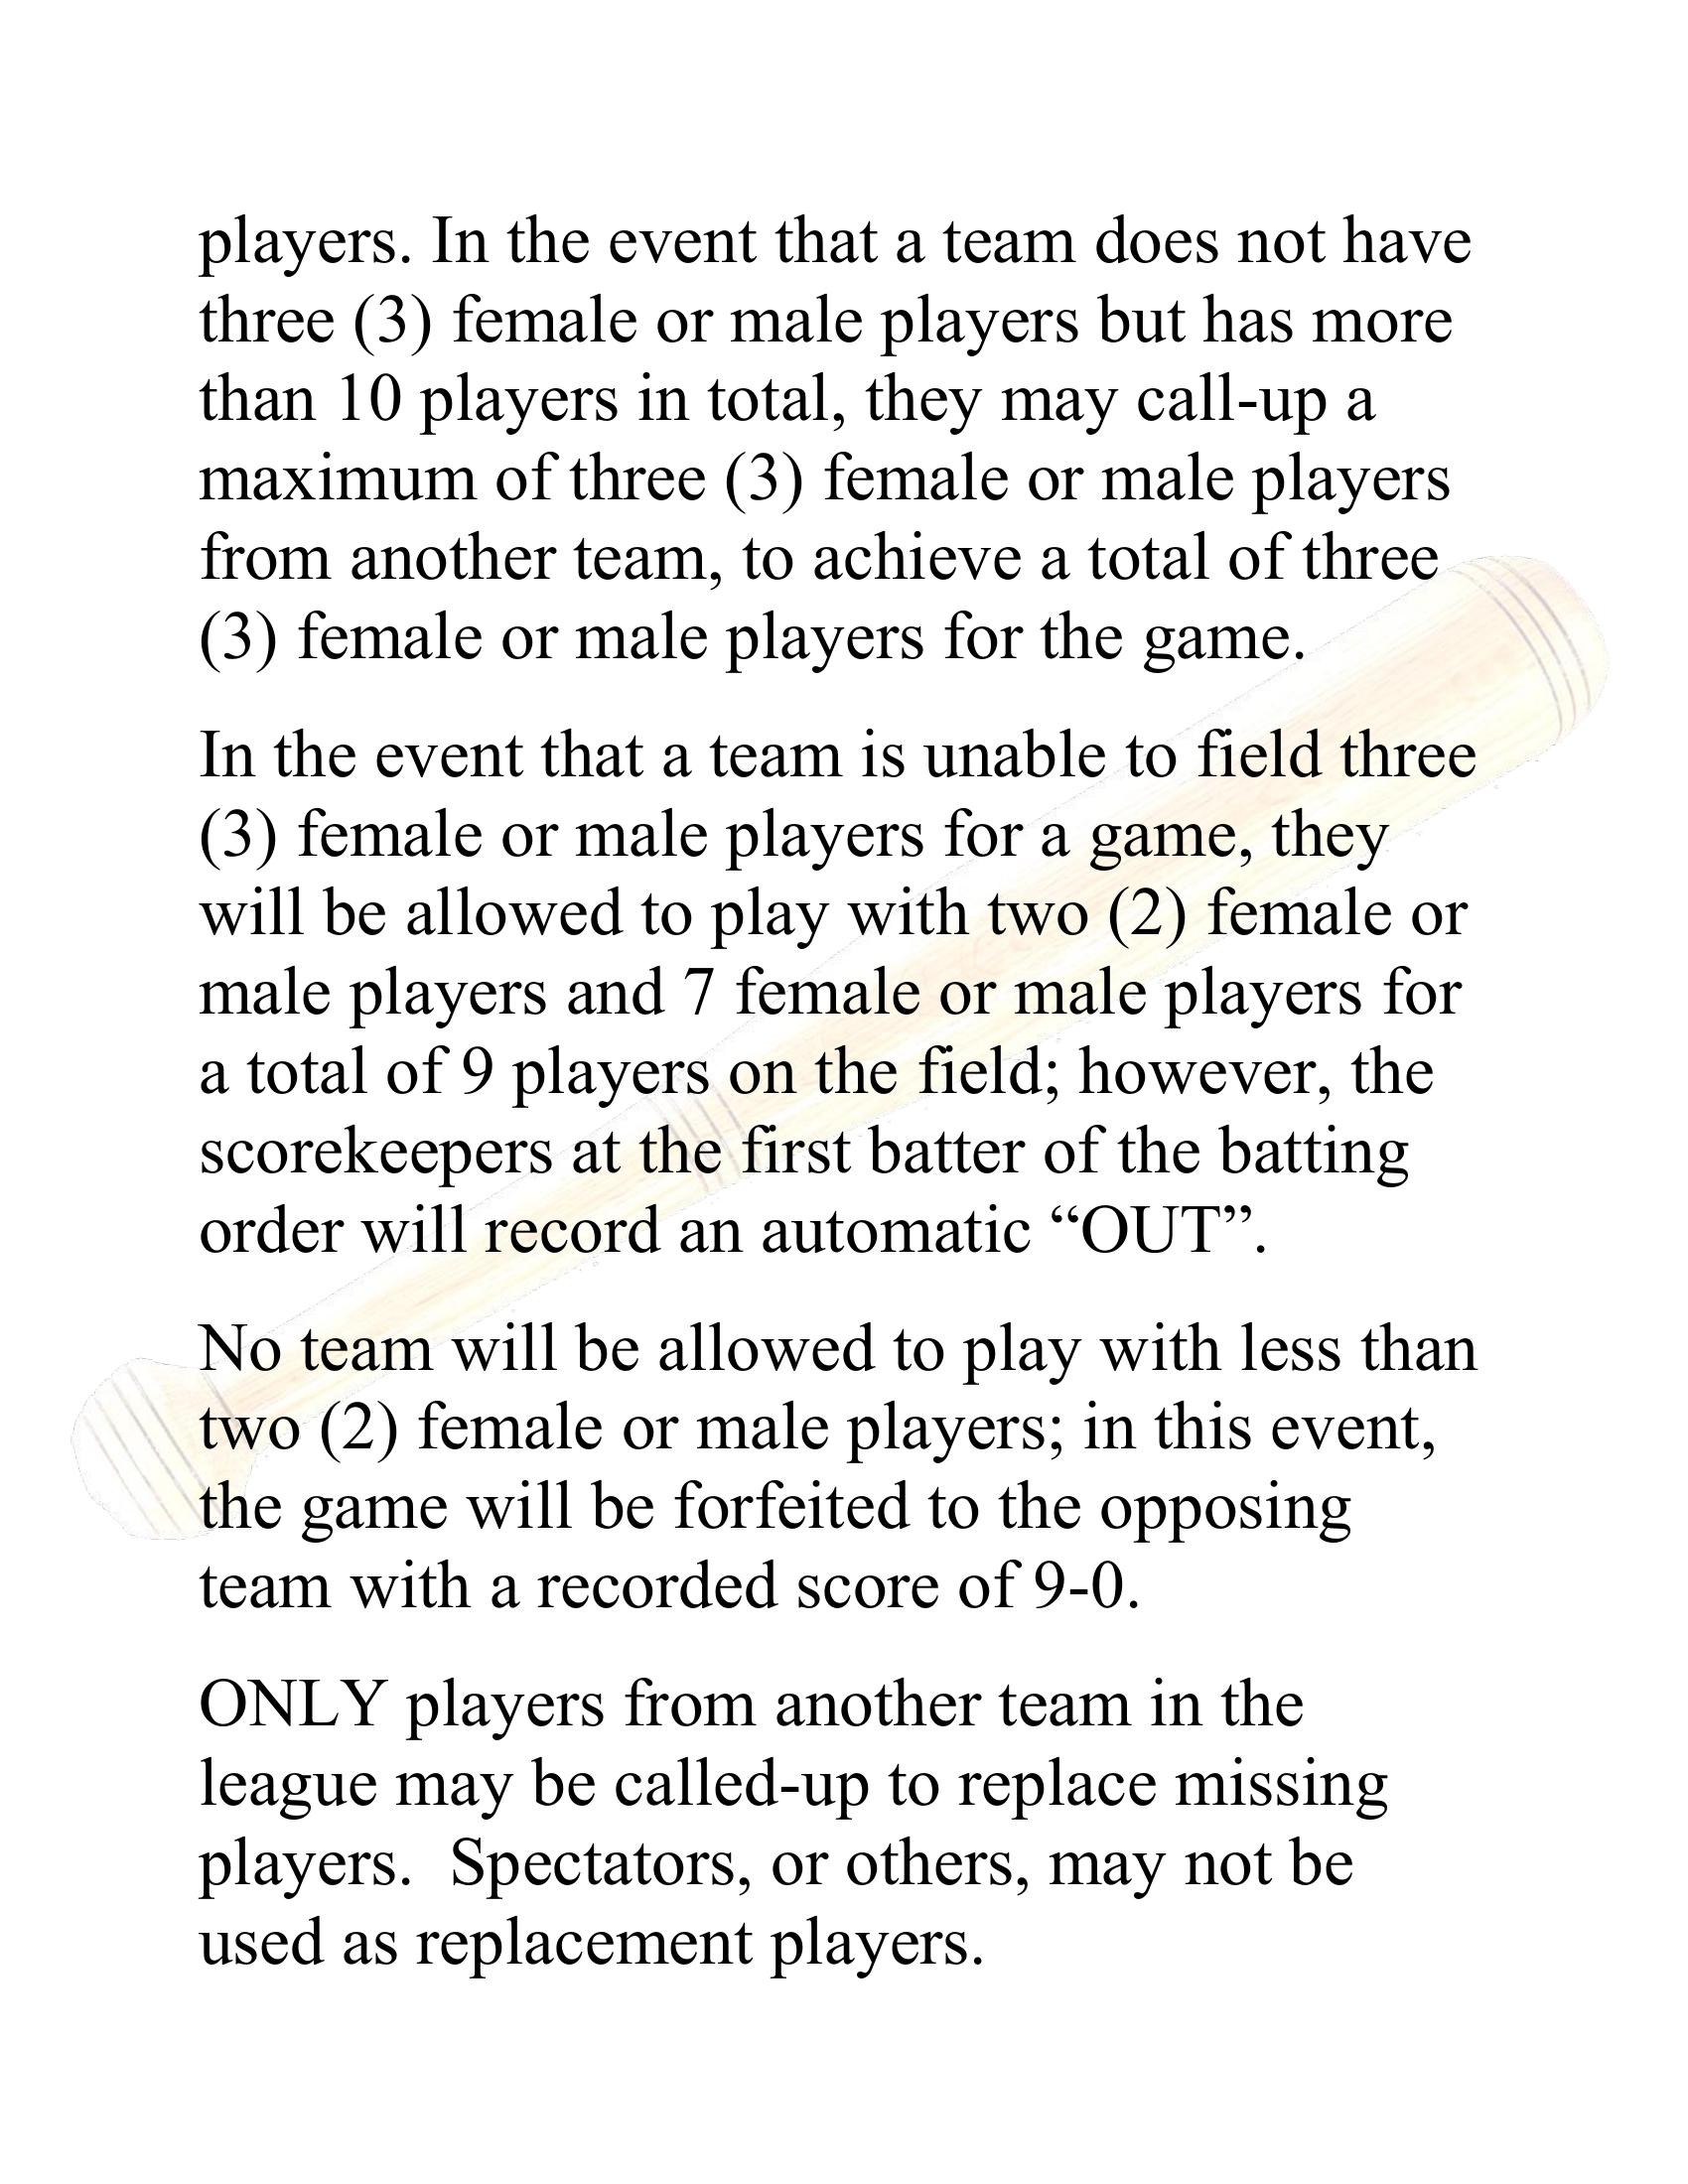 players. In the event that a team does not have
three (3) female or male players but has more
than 10 players in total, they may call-up a
maximum of three (3) female or male players
from another team, to achieve a total of three
(3) female or male players for the game.
In the event that a team is unable to field three
(3) female or male players for a game, they
will be allowed to play with two (2) female or
male players and 7 female or male players for
a total of 9 players on the field; however, the
scorekeepers at the first batter of the batting
order will record an automatic “OUT”.
No team will be allowed to play with less than
two (2) female or male players; in this event,
the game will be forfeited to the opposing
team with a recorded score of 9-0.
ONLY players from another team in the
league may be called-up to replace missing
players.  Spectators, or others, may not be
used as replacement players.